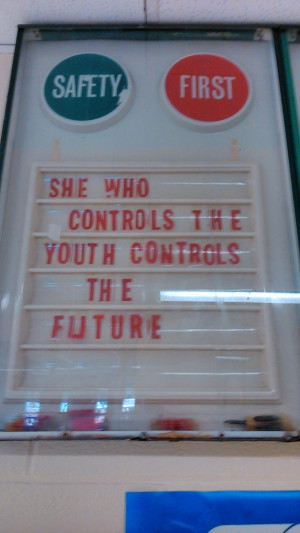 SAFETY FIRST
SHE WHO
CONTROLS THE
YOUTH CONTROLS
THE
FUTURE